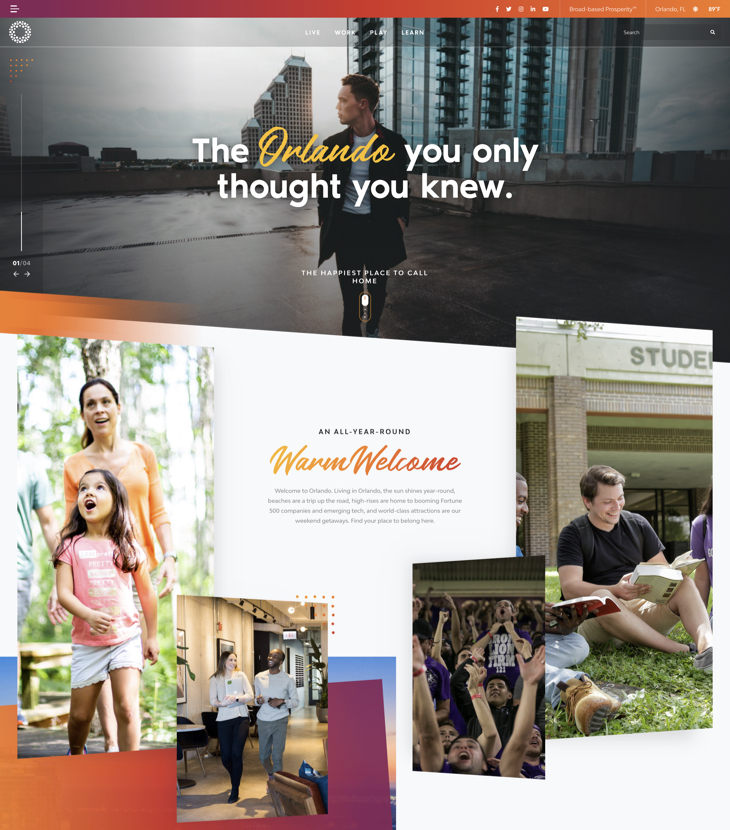 Broad-based Prosperity™
Orlando, FL
89°F
LIVE WORK PLAY LEARN
Search
The Orlando you only
thought you knew.
01/04
THE HAPPIEST PLACE TO CALL
HOME
STUDE
AN ALL-YEAR-ROUND
Warm Welcome
Welcome to Orlando. Living in Orlando, the sun shines year-round,
beaches are a trip up the road, high-rises are home to booming Fortune
500 companies and emerging tech, and world-class attractions are our
weekend getaways. Find your place to belong here.
PRETTY
LION
121